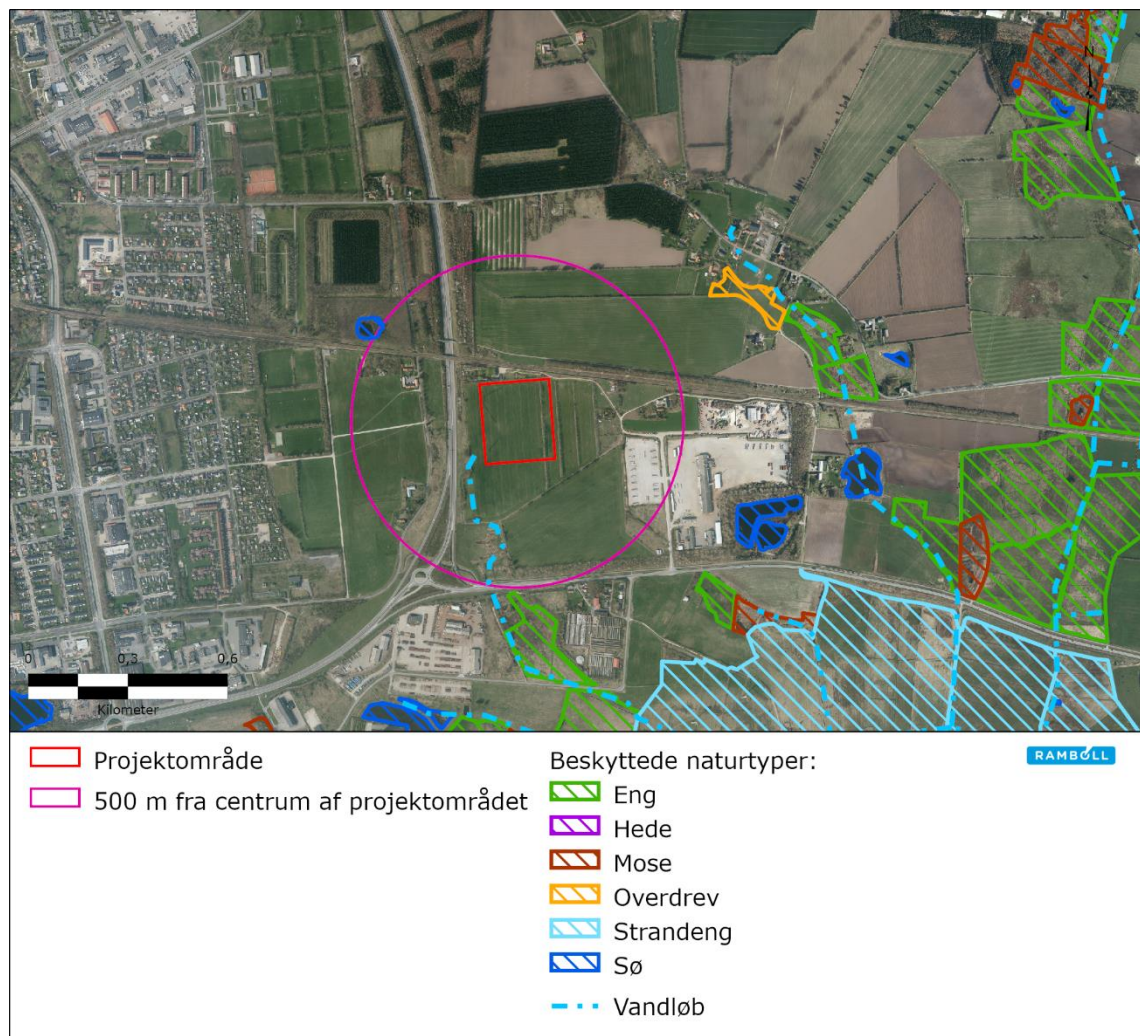 0
0,3
0,6
Kilometer
Projektområde
500 m fra centrum af projektområdet
Beskyttede naturtyper:
Eng
Hede
Mose
Overdrev
Strandeng
Sø
Vandløb
RAMBOLL